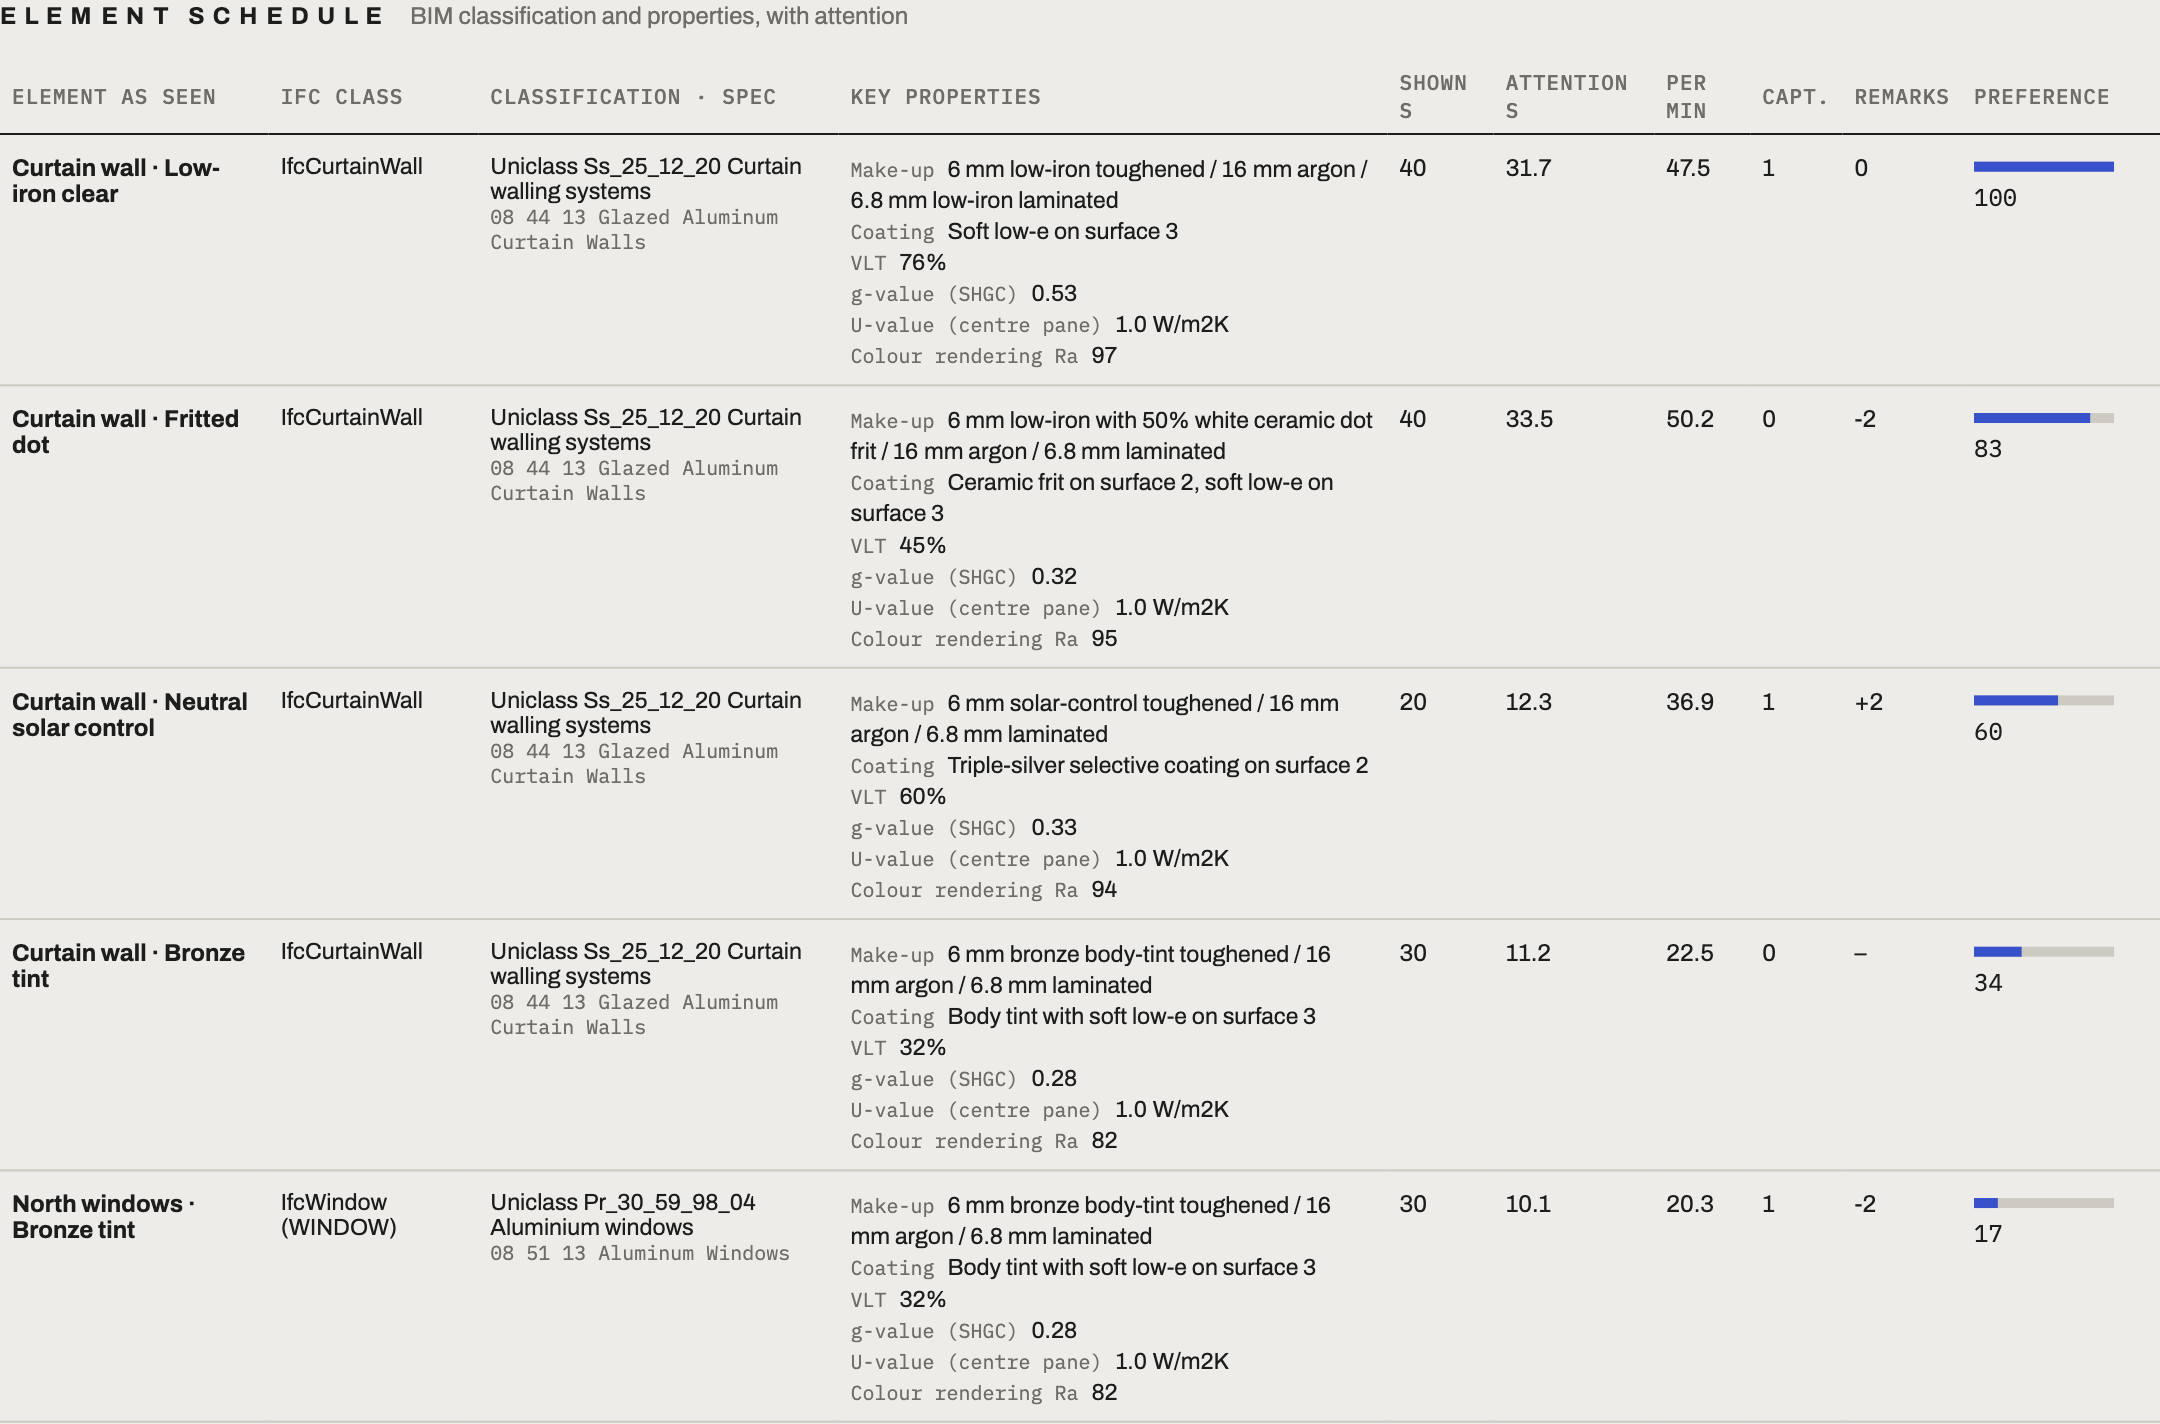 ELEMENT SCHEDULE BIM classification and properties, with attention
ELEMENT AS SEEN IFC CLASS CLASSIFICATION · SPEC KEY PROPERTIES SHOWN S ATTENTION S PER MIN CAPT. REMARKS PREFERENCE
Curtain wall · Low-
iron clear
IfcCurtainWall
Uniclass Ss_25_12_20 Curtain
walling systems
08 44 13 Glazed Aluminum
Curtain Walls
Make-up 6 mm low-iron toughened / 16 mm argon /
6.8 mm low-iron laminated
Coating Soft low-e on surface 3
VLT 76%
g-value (SHGC) 0.53
U-value (centre pane) 1.0 W/m2K
Colour rendering Ra 97
40 31.7 47.5 1 0
100
Curtain wall · Fritted
dot
IfcCurtainWall
Uniclass Ss_25_12_20 Curtain
walling systems
08 44 13 Glazed Aluminum
Curtain Walls
Make-up 6 mm low-iron with 50% white ceramic dot
frit / 16 mm argon / 6.8 mm laminated
Coating Ceramic frit on surface 2, soft low-e on
surface 3
VLT 45%
g-value (SHGC) 0.32
U-value (centre pane) 1.0 W/m2K
Colour rendering Ra 95
40 33.5 50.2 0 -2
83
Curtain wall · Neutral
solar control
IfcCurtainWall
Uniclass Ss_25_12_20 Curtain
walling systems
08 44 13 Glazed Aluminum
Curtain Walls
Make-up 6 mm solar-control toughened / 16 mm
argon / 6.8 mm laminated
Coating Triple-silver selective coating on surface 2
VLT 60%
g-value (SHGC) 0.33
U-value (centre pane) 1.0 W/m2K
Colour rendering Ra 94
20 12.3 36.9 1 +2
60
Curtain wall · Bronze
tint
IfcCurtainWall
Uniclass Ss_25_12_20 Curtain
walling systems
08 44 13 Glazed Aluminum
Curtain Walls
Make-up 6 mm bronze body-tint toughened / 16
mm argon / 6.8 mm laminated
Coating Body tint with soft low-e on surface 3
VLT 32%
g-value (SHGC) 0.28
U-value (centre pane) 1.0 W/m2K
Colour rendering Ra 82
30 11.2 22.5 0 –
34
North windows ·
Bronze tint
IfcWindow
(WINDOW)
Uniclass Pr_30_59_98_04
Aluminium windows
08 51 13 Aluminum Windows
Make-up 6 mm bronze body-tint toughened / 16
mm argon / 6.8 mm laminated
Coating Body tint with soft low-e on surface 3
VLT 32%
g-value (SHGC) 0.28
U-value (centre pane) 1.0 W/m2K
Colour rendering Ra 82
30 10.1 20.3 1 -2
17